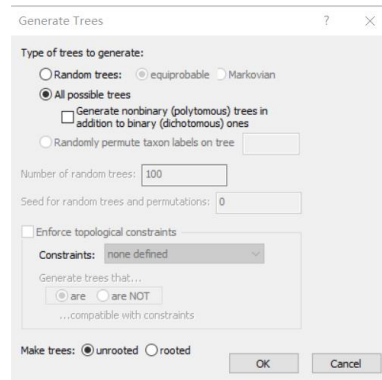 Generate Trees ? ×
Type of trees to generate:
Random trees: equiprobable Markovian
All possible trees
Generate nonbinary (polytomous) trees in
addition to binary (dichotomous) ones
Randomly permute taxon labels on tree
Number of random trees: 100
Seed for random trees and permutations: 0
Enforce topological constraints
Constraints: none defined
Generate trees that...
are are NOT
...compatible with constraints
Make trees: unrooted rooted
OK Cancel